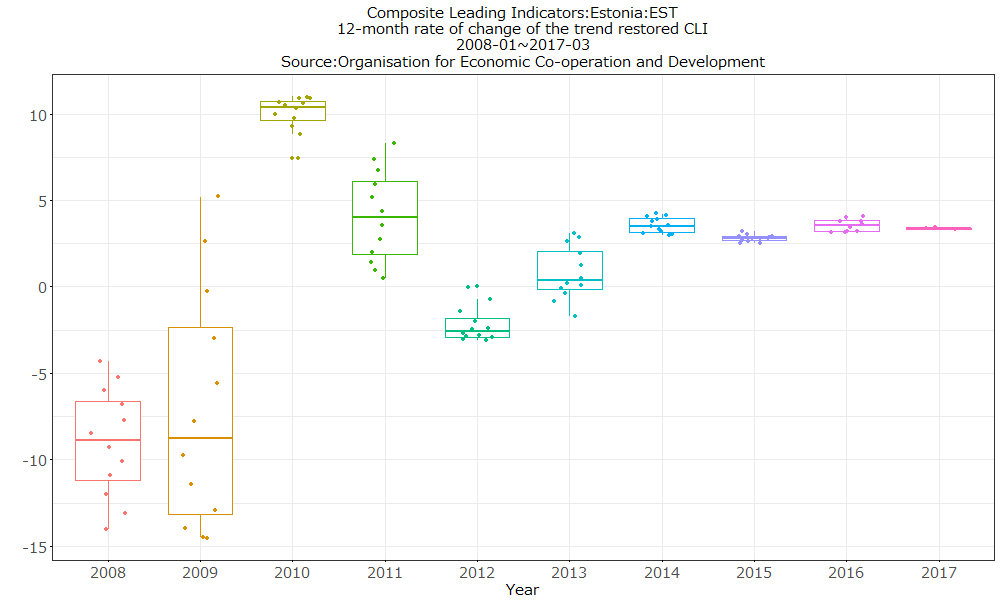 Composite Leading Indicators:Estonia:EST
12-month rate of change of the trend restored CLI
2008-01~2017-03
Source:Organisation for Economic Co-operation and Development
10
5
0
-5
-10
-15
2008 2009 2010 2011 2012 2013 2014 2015 2016 2017
Year